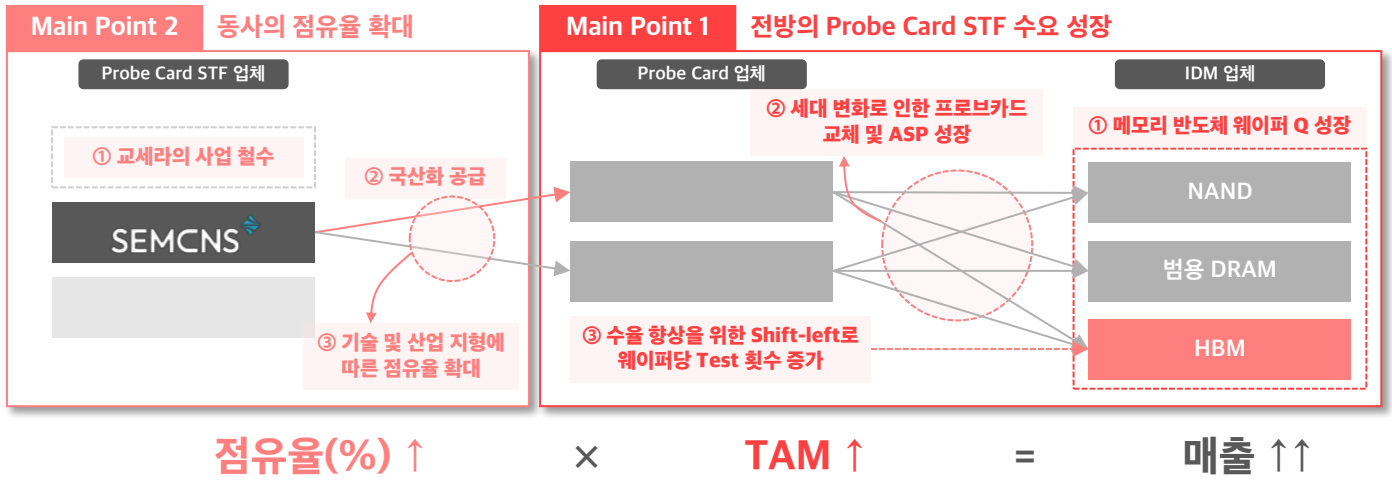 Main Point 2
동사의 점유율 확대
Probe Card STF 업체
① 교세라의 사업 철수
② 국산화 공급
SEMCNS
③ 기술 및 산업 지형에
따른 점유율 확대
Main Point 1
전방의 Probe Card STF 수요 성장
Probe Card 업체
IDM 업체
② 세대 변화로 인한 프로브카드
교체 및 ASP 성장
① 메모리 반도체 웨이퍼 Q 성장
NAND
범용 DRAM
③ 수율 향상을 위한 Shift-left로
웨이퍼당 Test 횟수 증가
HBM
점유율(%) ↑ × TAM ↑ = 매출 ↑↑